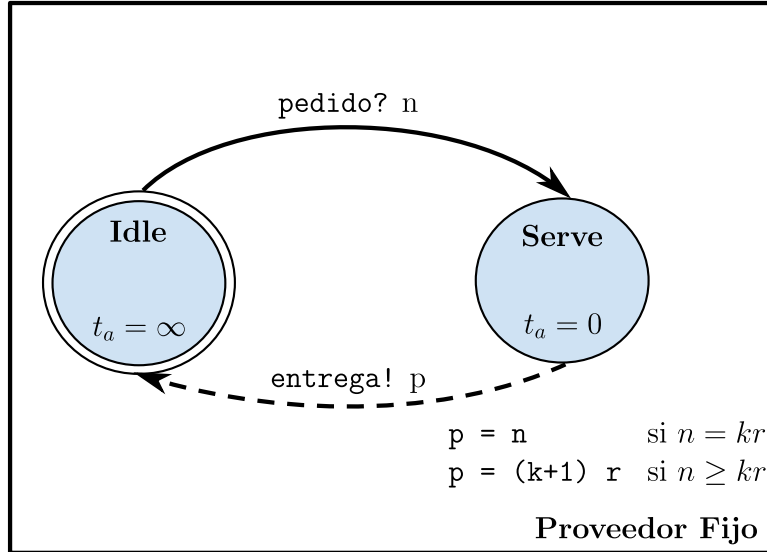 pedido? n
Idle
Serve
t_a = ∞
t_a = 0
entrega! p
p = n si n = kr
p = (k+1) r si n ≥ kr
Proveedor Fijo